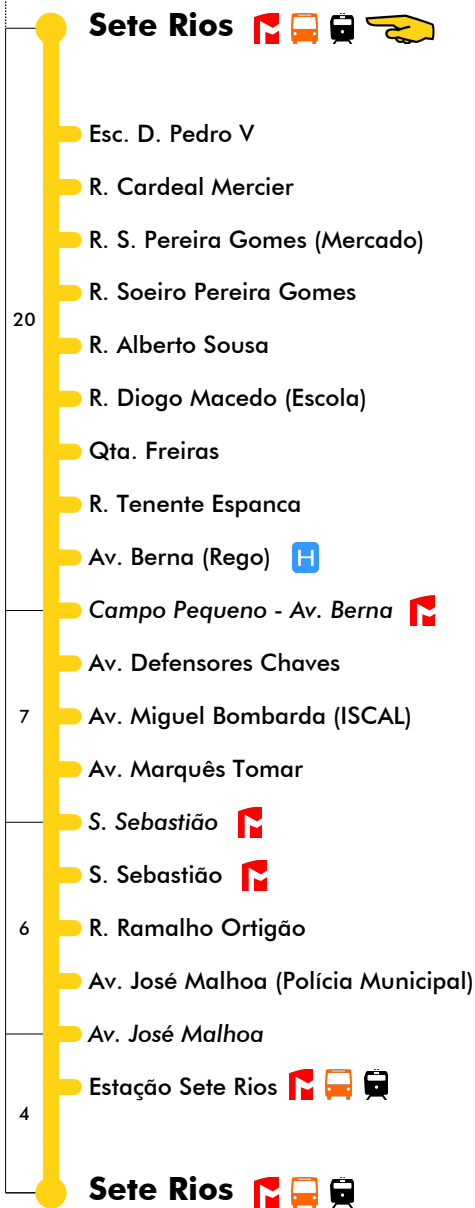 Sete Rios
Esc. D. Pedro V
R. Cardeal Mercier
R. S. Pereira Gomes (Mercado)
R. Soeiro Pereira Gomes
20
R. Alberto Sousa
R. Diogo Macedo (Escola)
Qta. Freiras
R. Tenente Espanca
Av. Berna (Rego) H
Campo Pequeno - Av. Berna
Av. Defensores Chaves
7 Av. Miguel Bombarda (ISCAL)
Av. Marquês Tomar
S. Sebastião
S. Sebastião
6 R. Ramalho Ortigão
Av. José Malhoa (Polícia Municipal)
Av. José Malhoa
Estação Sete Rios
4
Sete Rios